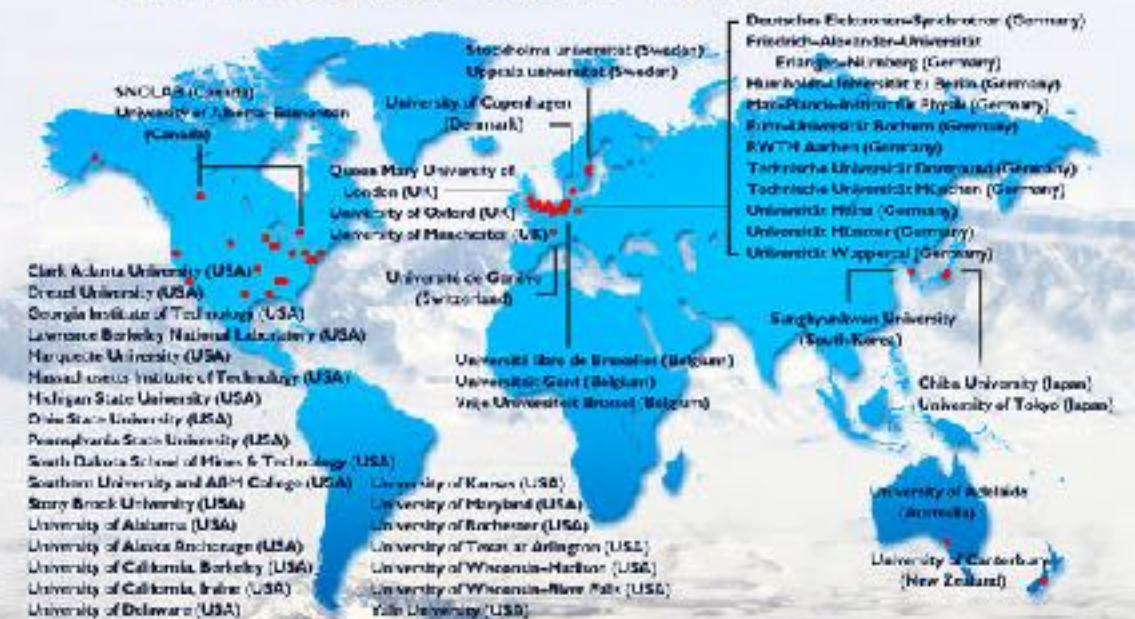 Stockholms universitet (Sweden)
Uppsala universitet (Sweden)
Deutsches Elektronen-Synchrotron (Germany)
Friedrich-Alexander-Universität
Erlangen-Nürnberg (Germany)
Humboldt-Universität zu Berlin (Germany)
Max-Planck-Institut für Physik (Germany)
Ruhr-Universität Bochum (Germany)
RWTH Aachen (Germany)
Technische Universität Dortmund (Germany)
Technische Universität München (Germany)
Universität Mainz (Germany)
Universität Münster (Germany)
Universität Wuppertal (Germany)
SNOLAB (Canada)
University of Alberta-Edmonton
(Canada)
University of Copenhagen
(Denmark)
Queen Mary University of
London (UK)
University of Oxford (UK)
University of Manchester (UK)
Université de Genève
(Switzerland)
Université libre de Bruxelles (Belgium)
Universiteit Gent (Belgium)
Vrije Universiteit Brussel (Belgium)
Sungkyunkwan University
(South Korea)
Chiba University (Japan)
University of Tokyo (Japan)
University of Adelaide
(Australia)
University of Canterbury
(New Zealand)
Clark Atlanta University (USA)
Drexel University (USA)
Georgia Institute of Technology (USA)
Lawrence Berkeley National Laboratory (USA)
Marquette University (USA)
Massachusetts Institute of Technology (USA)
Michigan State University (USA)
Ohio State University (USA)
Pennsylvania State University (USA)
South Dakota School of Mines & Technology (USA)
Southern University and A&M College (USA)
Stony Brook University (USA)
University of Alabama (USA)
University of Alaska Anchorage (USA)
University of California, Berkeley (USA)
University of California, Irvine (USA)
University of Delaware (USA)
University of Kansas (USA)
University of Maryland (USA)
University of Rochester (USA)
University of Texas at Arlington (USA)
University of Wisconsin-Madison (USA)
University of Wisconsin-River Falls (USA)
Yale University (USA)